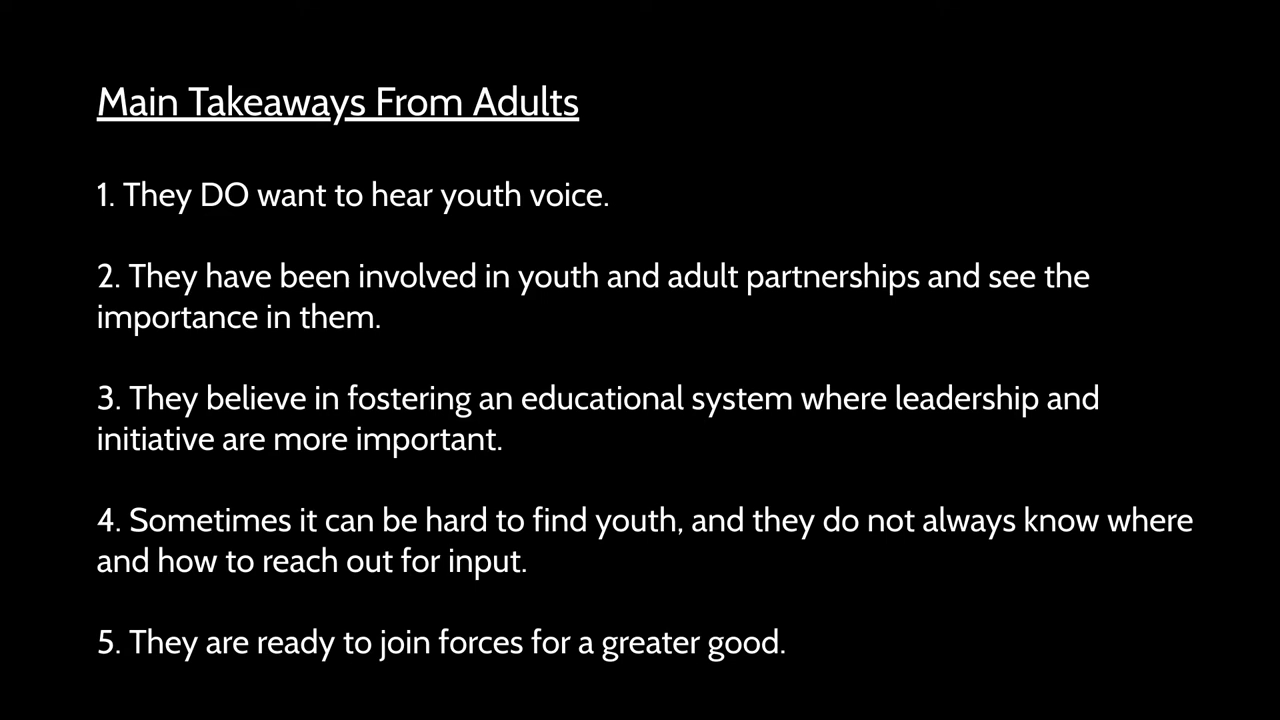 Main Takeaways From Adults
1. They DO want to hear youth voice.
2. They have been involved in youth and adult partnerships and see the
importance in them.
3. They believe in fostering an educational system where leadership and
initiative are more important.
4. Sometimes it can be hard to find youth, and they do not always know where
and how to reach out for input.
5. They are ready to join forces for a greater good.